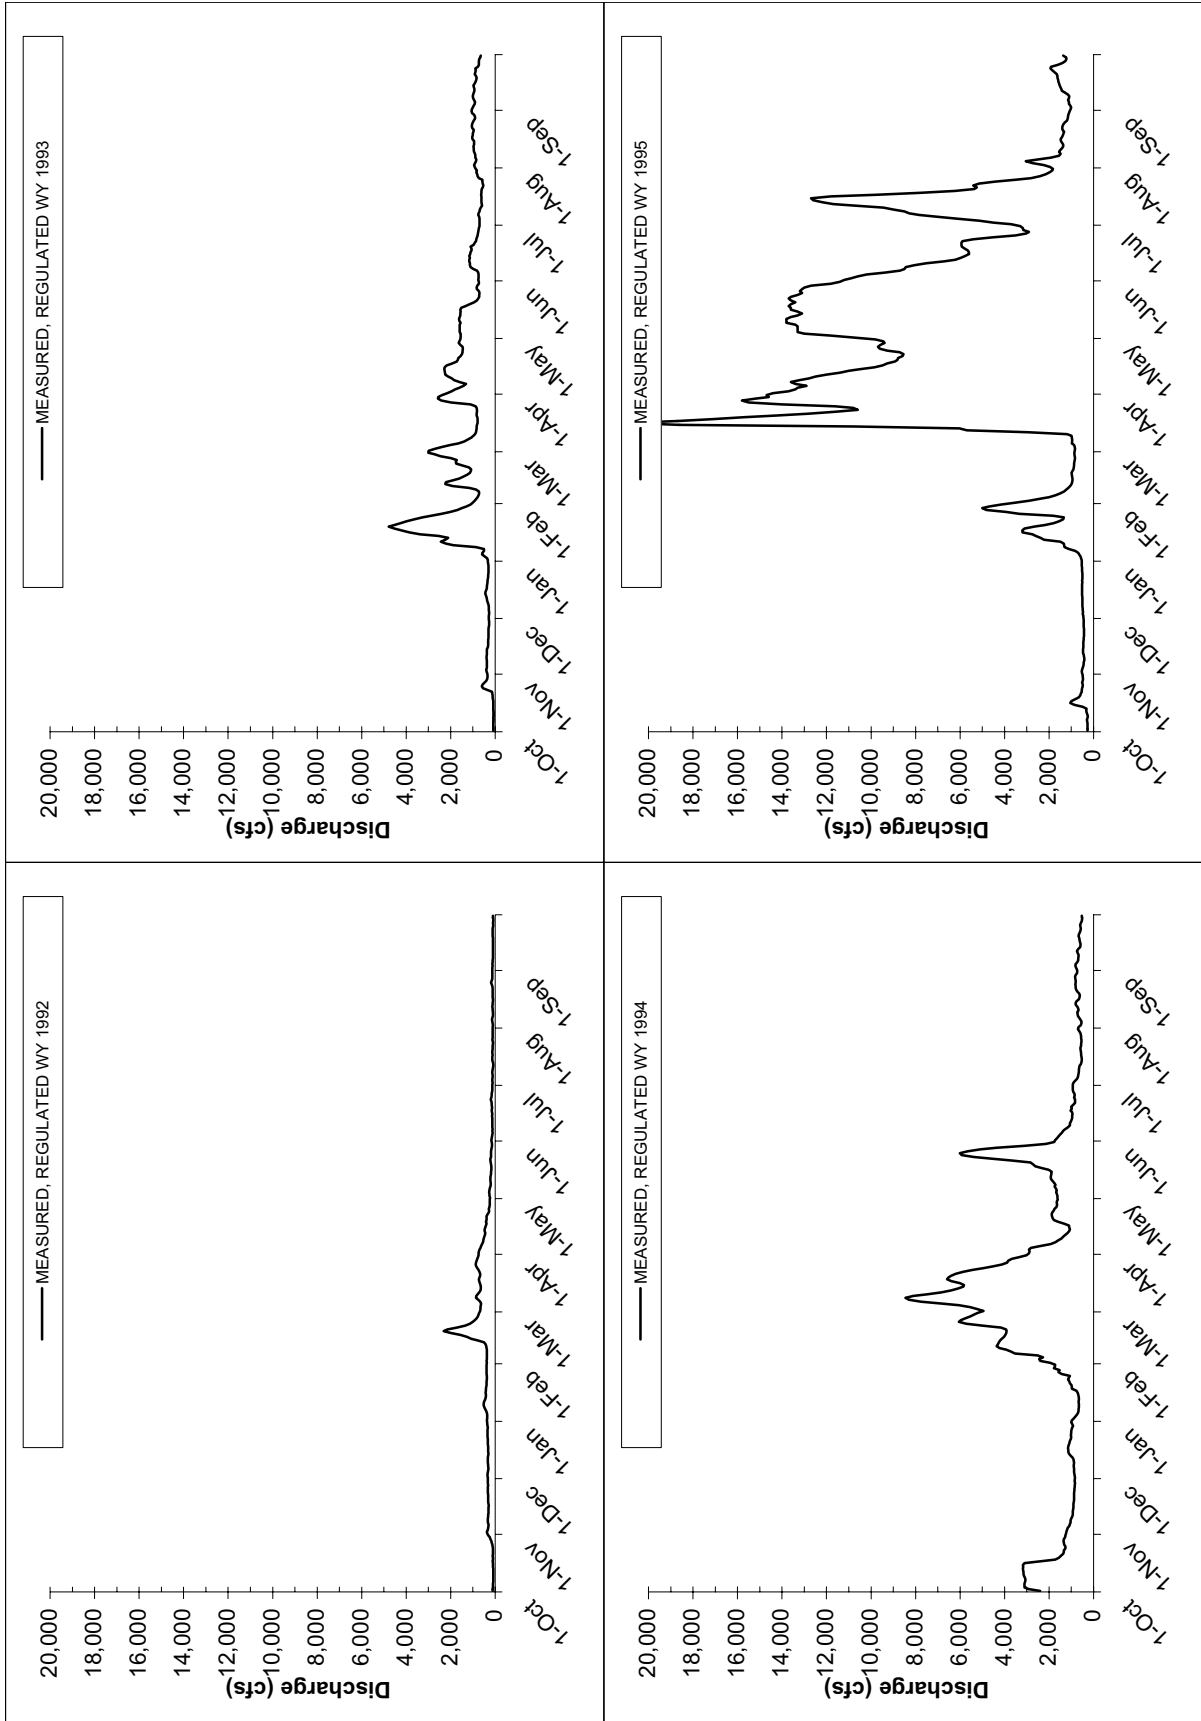 MEASURED, REGULATED WY 1992
Discharge (cfs)
20,000
18,000
16,000
14,000
12,000
10,000
8,000
6,000
4,000
2,000
0
1-Oct
1-Nov
1-Dec
1-Jan
1-Feb
1-Mar
1-Apr
1-May
1-Jun
1-Jul
1-Aug
1-Sep
MEASURED, REGULATED WY 1993
Discharge (cfs)
20,000
18,000
16,000
14,000
12,000
10,000
8,000
6,000
4,000
2,000
0
1-Oct
1-Nov
1-Dec
1-Jan
1-Feb
1-Mar
1-Apr
1-May
1-Jun
1-Jul
1-Aug
1-Sep
MEASURED, REGULATED WY 1994
Discharge (cfs)
20,000
18,000
16,000
14,000
12,000
10,000
8,000
6,000
4,000
2,000
0
1-Oct
1-Nov
1-Dec
1-Jan
1-Feb
1-Mar
1-Apr
1-May
1-Jun
1-Jul
1-Aug
1-Sep
MEASURED, REGULATED WY 1995
Discharge (cfs)
20,000
18,000
16,000
14,000
12,000
10,000
8,000
6,000
4,000
2,000
0
1-Oct
1-Nov
1-Dec
1-Jan
1-Feb
1-Mar
1-Apr
1-May
1-Jun
1-Jul
1-Aug
1-Sep